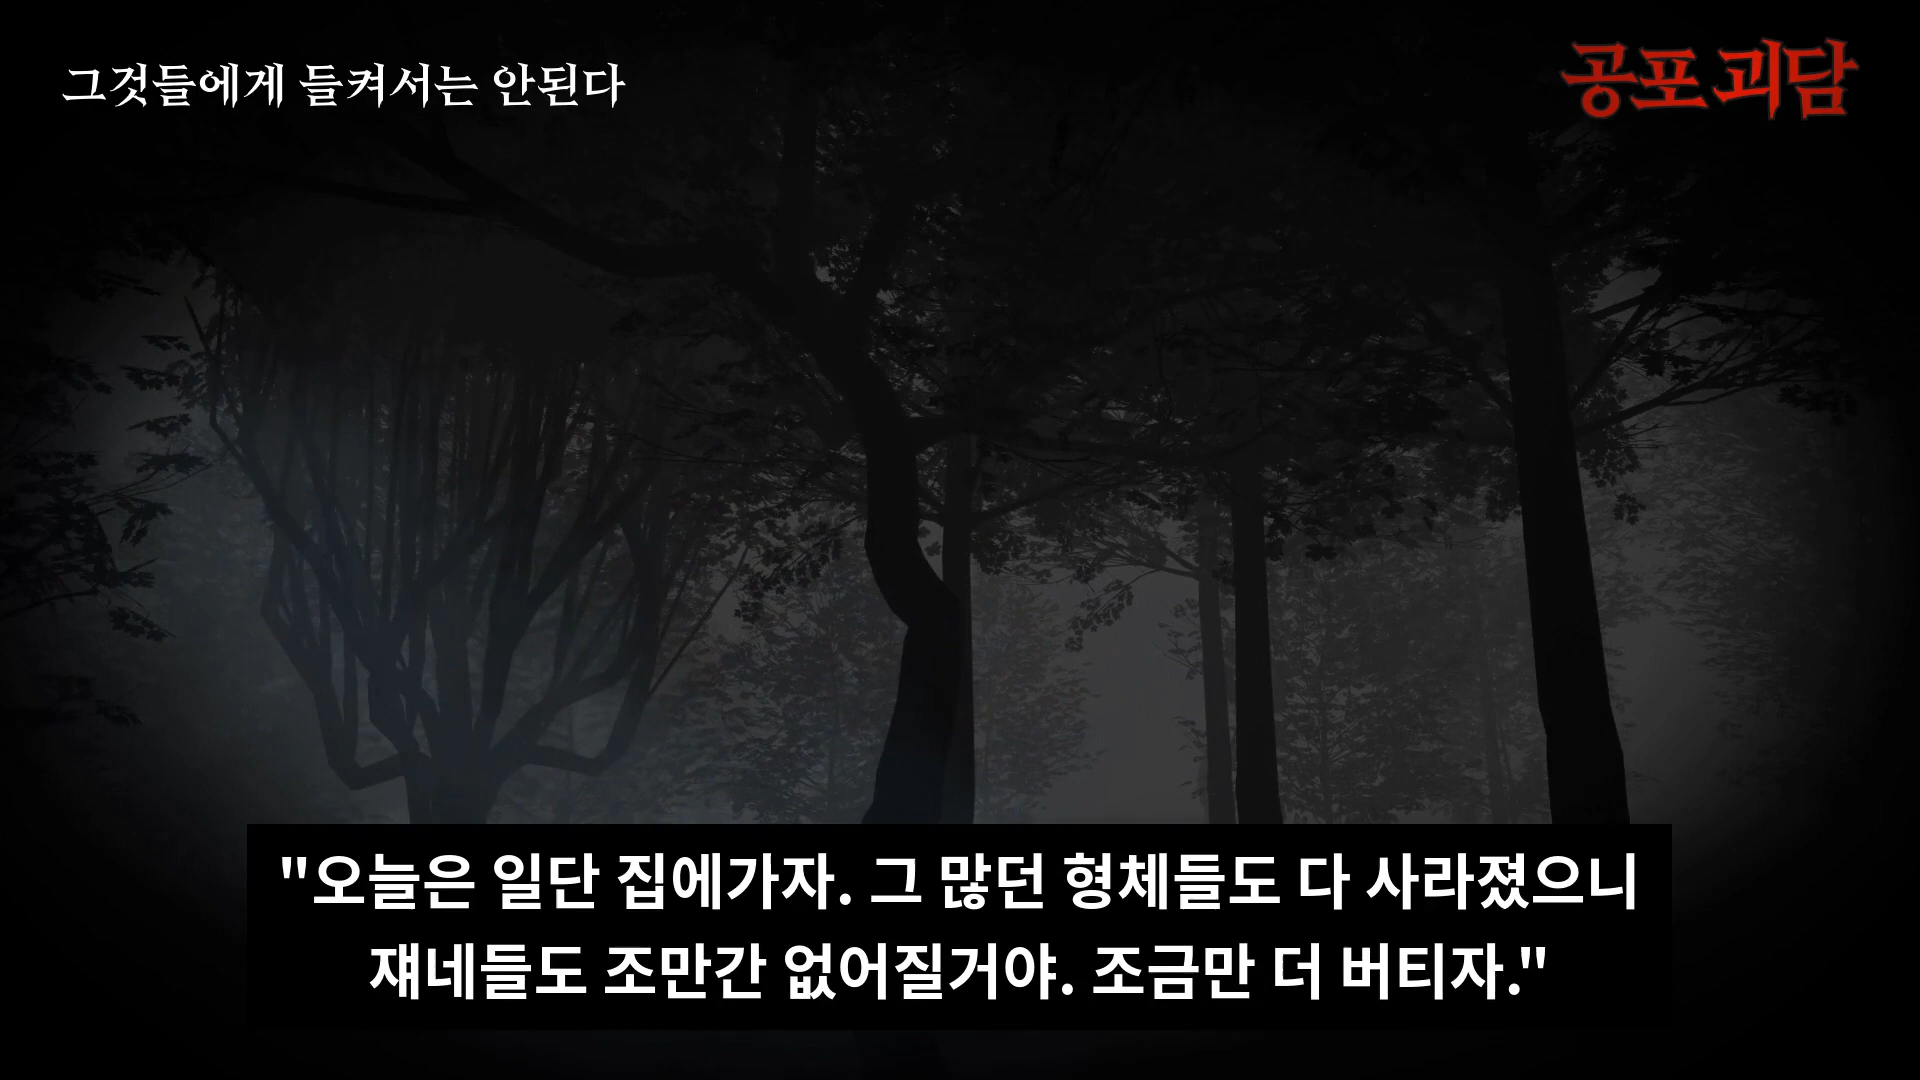 그것들에게 들켜서는 안된다
공포 괴담
"오늘은 일단 집에가자. 그 많던 형체들도 다 사라졌으니
쟤네들도 조만간 없어질거야. 조금만 더 버티자."